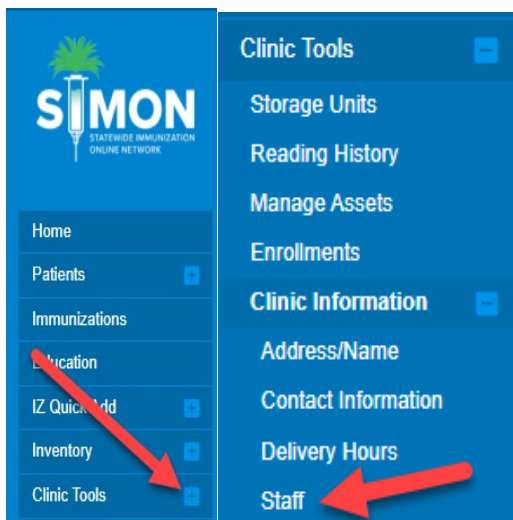 SIMON
STATEWIDE IMMUNIZATION
ONLINE NETWORK
Home
Patients
Immunizations
Education
IZ Quick Add
Inventory
Clinic Tools
Clinic Tools
Storage Units
Reading History
Manage Assets
Enrollments
Clinic Information
Address/Name
Contact Information
Delivery Hours
Staff